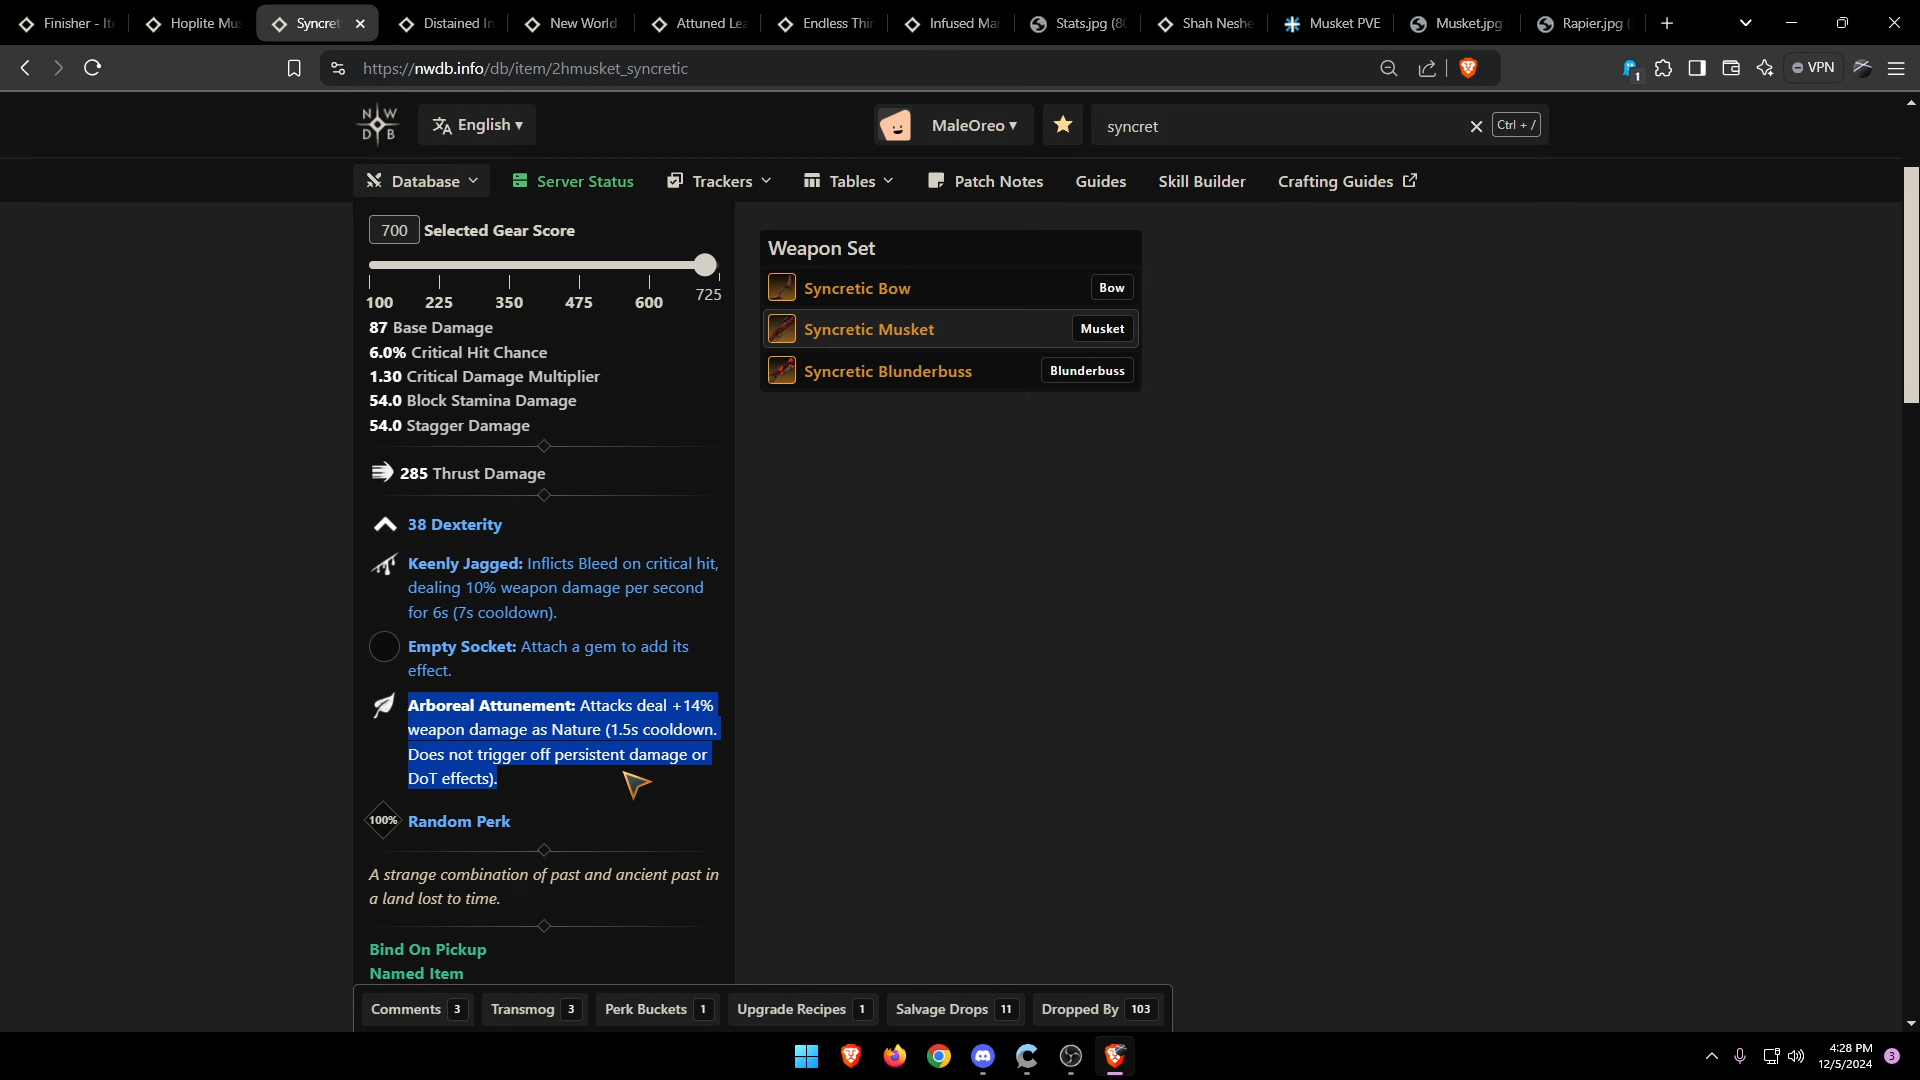 Finisher - It
Hoplite Mus
Syncret
Distained In
New World
Attuned Lea
Endless Thir
Infused Man
Stats.jpg (80
Shah Neshe
Musket PVE
Musket.jpg
Rapier.jpg (
https://nwdb.info/db/item/2hmusket_syncretic
1
VPN
NW
DB
English ▾
MaleOreo ▾
syncret
Ctrl + /
Database
Server Status
Trackers
Tables
Patch Notes
Guides
Skill Builder
Crafting Guides
700 Selected Gear Score
100 225 350 475 600 725
87 Base Damage
6.0% Critical Hit Chance
1.30 Critical Damage Multiplier
54.0 Block Stamina Damage
54.0 Stagger Damage
285 Thrust Damage
38 Dexterity
Keenly Jagged: Inflicts Bleed on critical hit,
dealing 10% weapon damage per second
for 6s (7s cooldown).
Empty Socket: Attach a gem to add its
effect.
Arboreal Attunement: Attacks deal +14%
weapon damage as Nature (1.5s cooldown.
Does not trigger off persistent damage or
DoT effects).
100% Random Perk
A strange combination of past and ancient past in
a land lost to time.
Bind On Pickup
Named Item
Weapon Set
Syncretic Bow Bow
Syncretic Musket Musket
Syncretic Blunderbuss Blunderbuss
Comments 3
Transmog 3
Perk Buckets 1
Upgrade Recipes 1
Salvage Drops 11
Dropped By 103
4:28 PM
12/5/2024
3